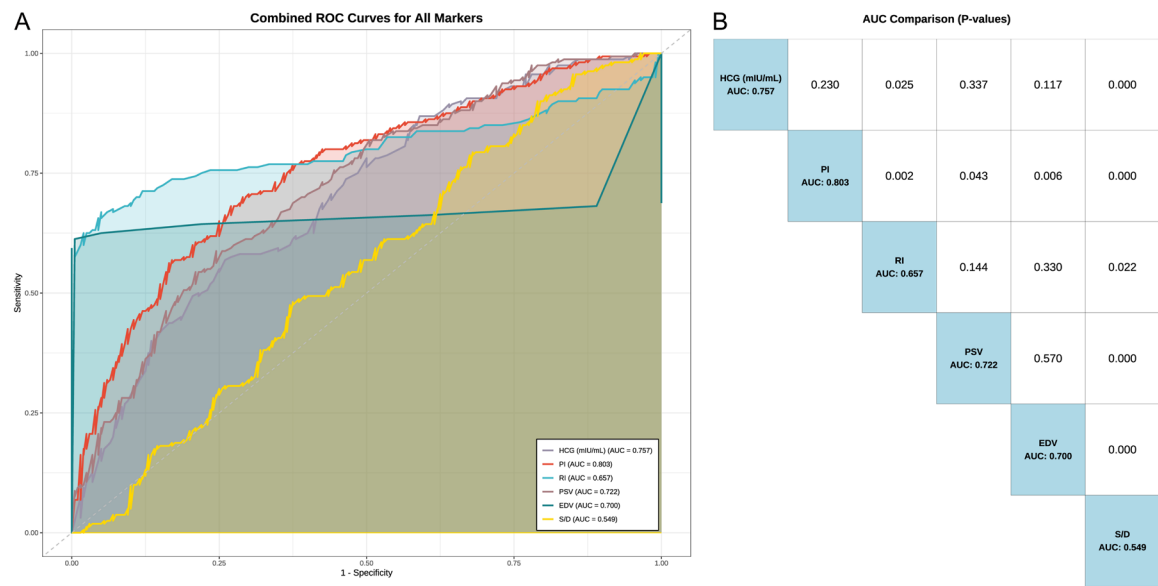 A
Combined ROC Curves for All Markers
1.00
0.75
0.50
0.25
0.00
Sensitivity
0.00
0.25
0.50
0.75
1.00
1 - Specificity
HCG (mIU/mL) (AUC = 0.757)
PI (AUC = 0.803)
RI (AUC = 0.657)
PSV (AUC = 0.722)
EDV (AUC = 0.700)
S/D (AUC = 0.549)
B
AUC Comparison (P-values)
HCG (mIU/mL)
AUC: 0.757
0.230
0.025
0.337
0.117
0.000
PI
AUC: 0.803
0.002
0.043
0.006
0.000
RI
AUC: 0.657
0.144
0.330
0.022
PSV
AUC: 0.722
0.570
0.000
EDV
AUC: 0.700
0.000
S/D
AUC: 0.549